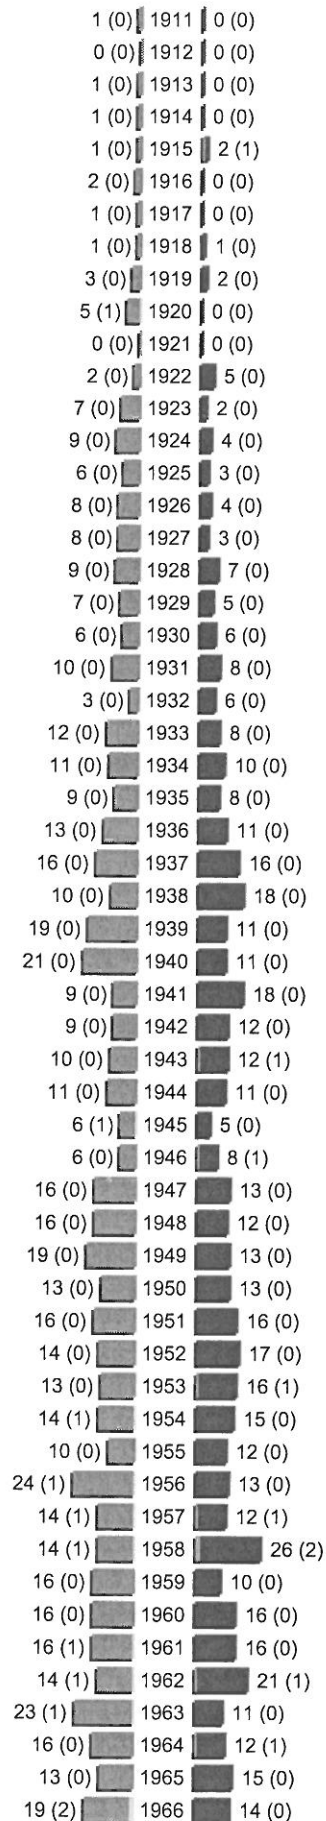 1 (0) 1911 0 (0)
0 (0) 1912 0 (0)
1 (0) 1913 0 (0)
1 (0) 1914 0 (0)
1 (0) 1915 2 (1)
2 (0) 1916 0 (0)
1 (0) 1917 0 (0)
1 (0) 1918 1 (0)
3 (0) 1919 2 (0)
5 (1) 1920 0 (0)
0 (0) 1921 0 (0)
2 (0) 1922 5 (0)
7 (0) 1923 2 (0)
9 (0) 1924 4 (0)
6 (0) 1925 3 (0)
8 (0) 1926 4 (0)
8 (0) 1927 3 (0)
9 (0) 1928 7 (0)
7 (0) 1929 5 (0)
6 (0) 1930 6 (0)
10 (0) 1931 8 (0)
3 (0) 1932 6 (0)
12 (0) 1933 8 (0)
11 (0) 1934 10 (0)
9 (0) 1935 8 (0)
13 (0) 1936 11 (0)
16 (0) 1937 16 (0)
10 (0) 1938 18 (0)
19 (0) 1939 11 (0)
21 (0) 1940 11 (0)
9 (0) 1941 18 (0)
9 (0) 1942 12 (0)
10 (0) 1943 12 (1)
11 (0) 1944 11 (0)
6 (1) 1945 5 (0)
6 (0) 1946 8 (1)
16 (0) 1947 13 (0)
16 (0) 1948 12 (0)
19 (0) 1949 13 (0)
13 (0) 1950 13 (0)
16 (0) 1951 16 (0)
14 (0) 1952 17 (0)
13 (0) 1953 16 (1)
14 (1) 1954 15 (0)
10 (0) 1955 12 (0)
24 (1) 1956 13 (0)
14 (1) 1957 12 (1)
14 (1) 1958 26 (2)
16 (0) 1959 10 (0)
16 (0) 1960 16 (0)
16 (1) 1961 16 (0)
14 (1) 1962 21 (1)
23 (1) 1963 11 (0)
16 (0) 1964 12 (1)
13 (0) 1965 15 (0)
19 (2) 1966 14 (0)